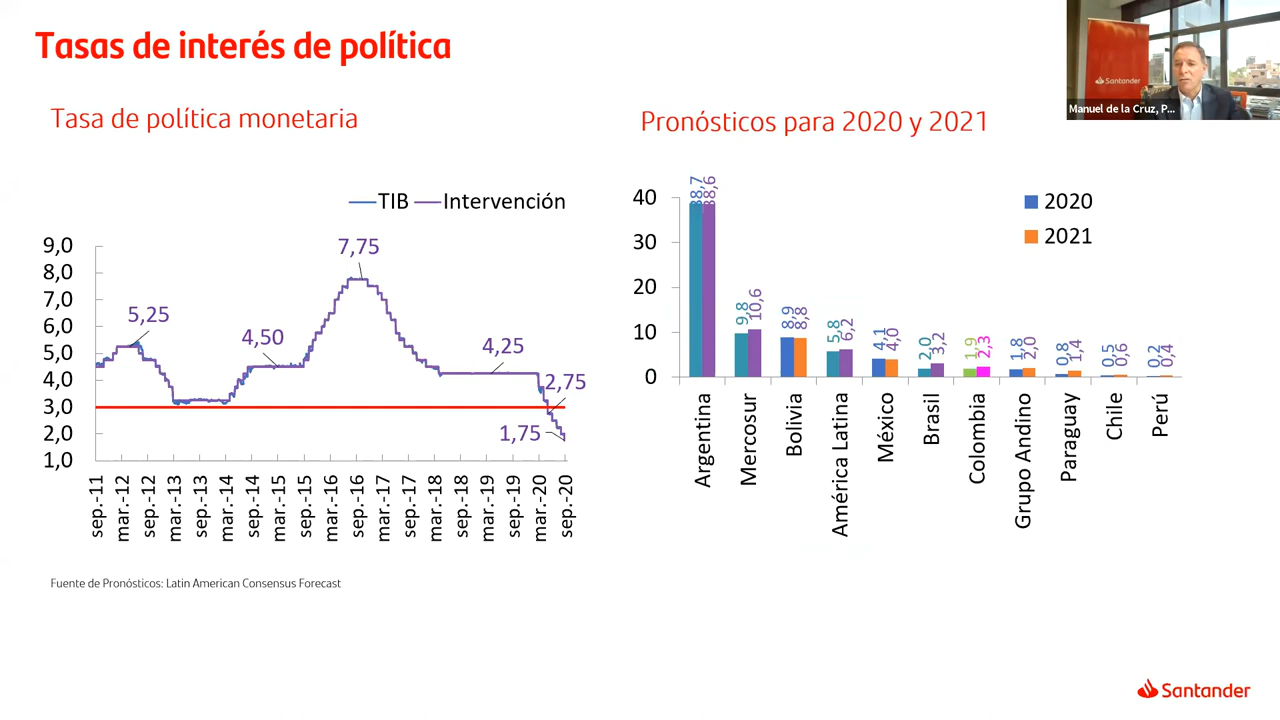 Tasas de interés de política
Santander
Manuel de la Cruz, P...
Tasa de política monetaria
TIB
Intervención
9,0
8,0
7,0
6,0
5,0
4,0
3,0
2,0
1,0
5,25
4,50
7,75
4,25
2,75
1,75
sep.-11
mar.-12
sep.-12
mar.-13
sep.-13
mar.-14
sep.-14
mar.-15
sep.-15
mar.-16
sep.-16
mar.-17
sep.-17
mar.-18
sep.-18
mar.-19
sep.-19
mar.-20
sep.-20
Pronósticos para 2020 y 2021
2020
2021
40
30
20
10
0
38,7
38,6
9,8
10,6
8,9
8,8
5,8
6,2
4,1
4,0
2,0
3,2
1,9
2,3
1,8
2,0
0,8
1,4
0,5
0,6
0,2
0,4
Argentina
Mercosur
Bolivia
América Latina
México
Brasil
Colombia
Grupo Andino
Paraguay
Chile
Perú
Fuente de Pronósticos: Latin American Consensus Forecast
Santander